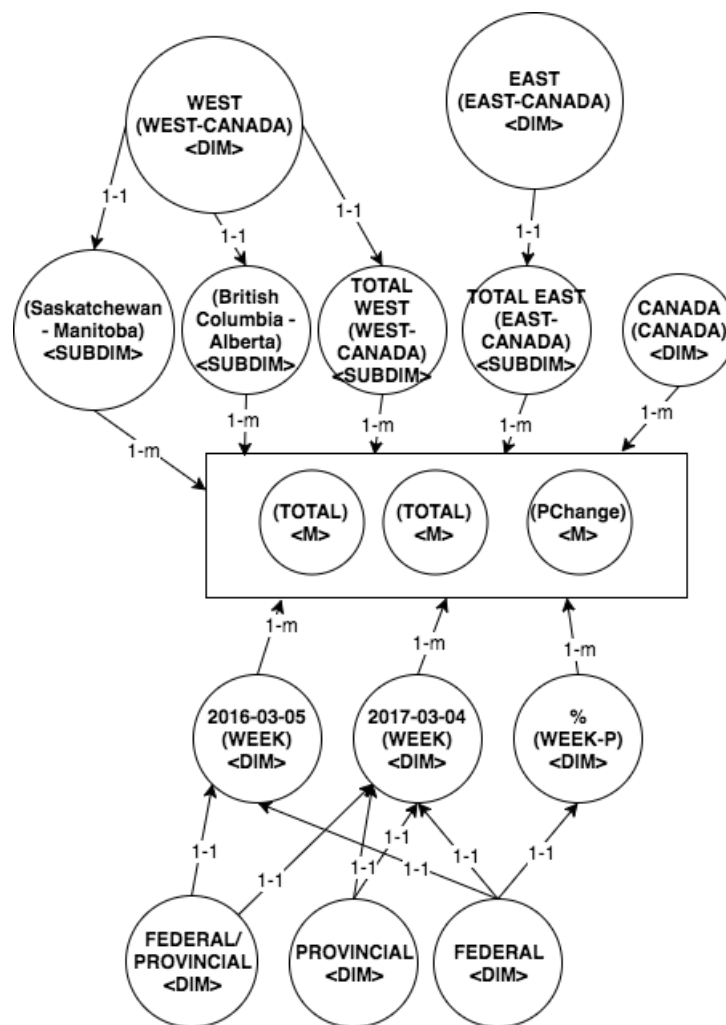 WEST
(WEST-CANADA)
<DIM>
EAST
(EAST-CANADA)
<DIM>
1-1
1-1
1-1
1-1
(Saskatchewan
- Manitoba)
<SUBDIM>
(British
Columbia -
Alberta)
<SUBDIM>
TOTAL
WEST
(WEST-
CANADA)
<SUBDIM>
TOTAL EAST
(EAST-
CANADA)
<SUBDIM>
CANADA
(CANADA)
<DIM>
1-m
1-m
1-m
1-m
1-m
(TOTAL)
<M>
(TOTAL)
<M>
(PChange)
<M>
1-m
1-m
1-m
2016-03-05
(WEEK)
<DIM>
2017-03-04
(WEEK)
<DIM>
%
(WEEK-P)
<DIM>
1-1
1-1
1-1
1-1
1-1
1-1
1-1
FEDERAL/
PROVINCIAL
<DIM>
PROVINCIAL
<DIM>
FEDERAL
<DIM>